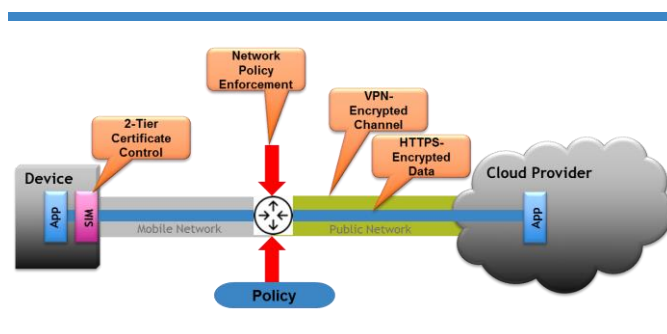 Network
Policy
Enforcement
VPN-
Encrypted
Channel
2-Tier
Certificate
Control
HTTPS-
Encrypted
Data
Device
Cloud Provider
App
SIM
App
Mobile Network
Public Network
Policy